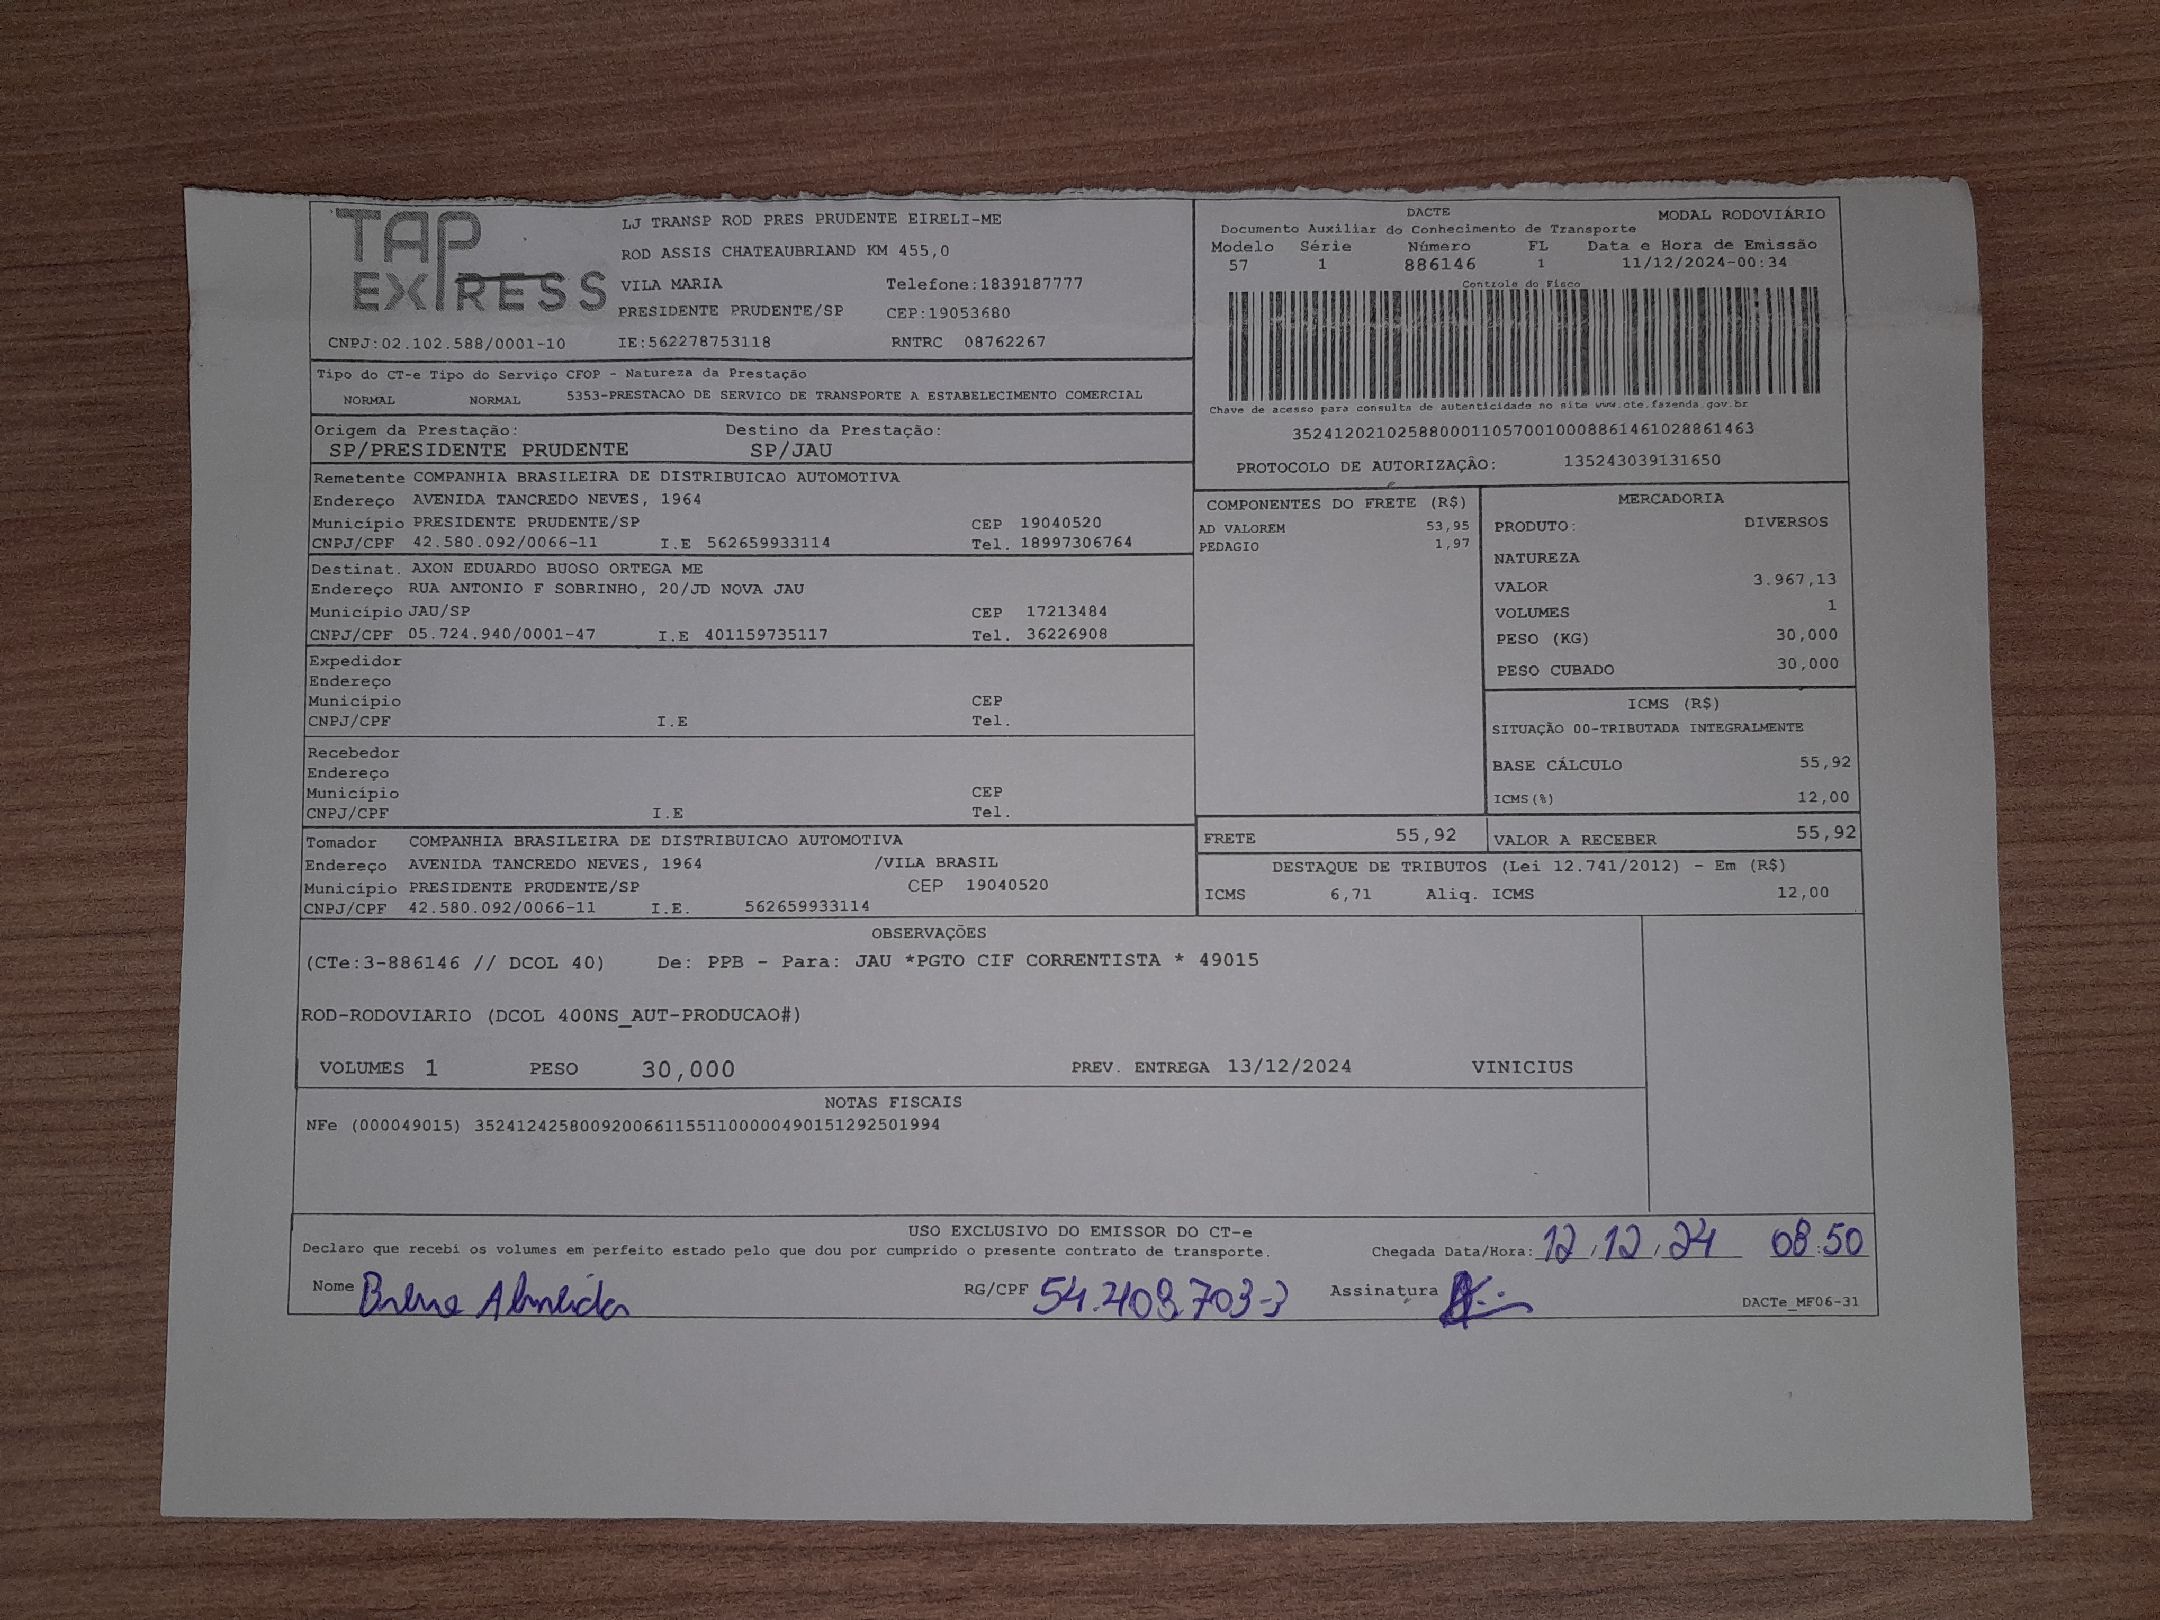 TAP EXPRESS
LJ TRANSP ROD PRES PRUDENTE EIRELI-ME
ROD ASSIS CHATEAUBRIAND KM 455,0
VILA MARIA Telefone:1839187777
PRESIDENTE PRUDENTE/SP CEP:19053680
CNPJ:02.102.588/0001-10 IE:562278753118 RNTRC 08762267
DACTE MODAL RODOVIÁRIO
Documento Auxiliar do Conhecimento de Transporte
Modelo Série Número FL Data e Hora de Emissão
57 1 886146 1 11/12/2024-00:34
Controle do Fisco
Chave de acesso para consulta de autenticidade no site www.cte.fazenda.gov.br
35241202102588000110570010008861461028861463
PROTOCOLO DE AUTORIZAÇÃO: 135243039131650
Tipo do CT-e Tipo do Serviço CFOP - Natureza da Prestação
NORMAL NORMAL 5353-PRESTACAO DE SERVICO DE TRANSPORTE A ESTABELECIMENTO COMERCIAL
Origem da Prestação: Destino da Prestação:
SP/PRESIDENTE PRUDENTE SP/JAU
Remetente COMPANHIA BRASILEIRA DE DISTRIBUICAO AUTOMOTIVA
Endereço AVENIDA TANCREDO NEVES, 1964
Município PRESIDENTE PRUDENTE/SP CEP 19040520
CNPJ/CPF 42.580.092/0066-11 I.E 562659933114 Tel. 18997306764
Destinat. AXON EDUARDO BUOSO ORTEGA ME
Endereço RUA ANTONIO F SOBRINHO, 20/JD NOVA JAU
Município JAU/SP CEP 17213484
CNPJ/CPF 05.724.940/0001-47 I.E 401159735117 Tel. 36226908
Expedidor
Endereço
Município CEP
CNPJ/CPF I.E Tel.
Recebedor
Endereço
Município CEP
CNPJ/CPF I.E Tel.
Tomador COMPANHIA BRASILEIRA DE DISTRIBUICAO AUTOMOTIVA
Endereço AVENIDA TANCREDO NEVES, 1964 /VILA BRASIL
Município PRESIDENTE PRUDENTE/SP CEP 19040520
CNPJ/CPF 42.580.092/0066-11 I.E. 562659933114
COMPONENTES DO FRETE (R$)
AD VALOREM 53,95
PEDAGIO 1,97
MERCADORIA
PRODUTO: DIVERSOS
NATUREZA
VALOR 3.967,13
VOLUMES 1
PESO (KG) 30,000
PESO CUBADO 30,000
ICMS (R$)
SITUAÇÃO 00-TRIBUTADA INTEGRALMENTE
BASE CÁLCULO 55,92
ICMS(%) 12,00
FRETE 55,92 VALOR A RECEBER 55,92
DESTAQUE DE TRIBUTOS (Lei 12.741/2012) - Em (R$)
ICMS 6,71 Aliq. ICMS 12,00
OBSERVAÇÕES
(CTe:3-886146 // DCOL 40) De: PPB - Para: JAU *PGTO CIF CORRENTISTA * 49015
ROD-RODOVIARIO (DCOL 400NS_AUT-PRODUCAO#)
VOLUMES 1 PESO 30,000 PREV. ENTREGA 13/12/2024 VINICIUS
NOTAS FISCAIS
NFe (000049015) 35241242580092006611551100000490151292501994
USO EXCLUSIVO DO EMISSOR DO CT-e
Declaro que recebi os volumes em perfeito estado pelo que dou por cumprido o presente contrato de transporte. Chegada Data/Hora: 12/12/24 08:50
Nome Almeida RG/CPF 54.408.703-3 Assinatura
DACTe_MF06-31